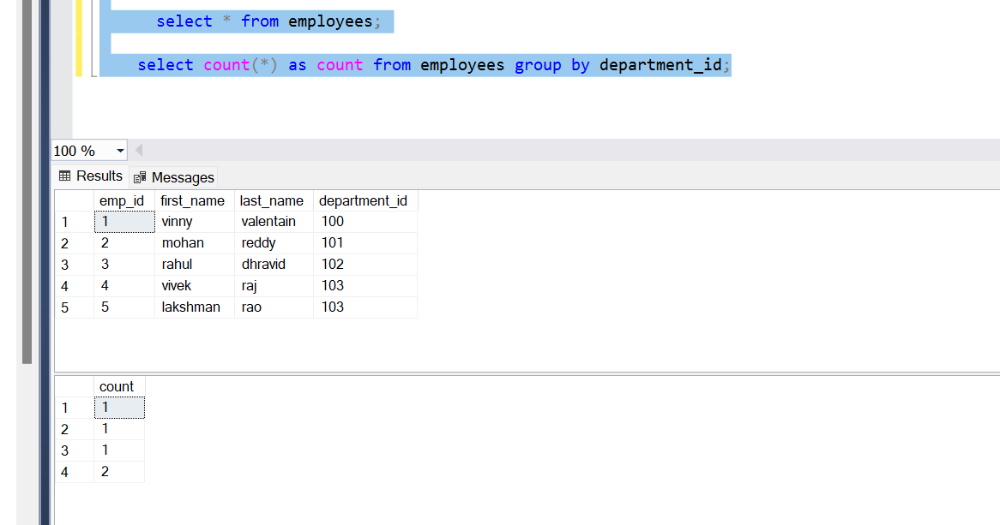 select * from employees;
select count(*) as count from employees group by department_id;
100 %
Results Messages
emp_id first_name last_name department_id
1 1 vinny valentain 100
2 2 mohan reddy 101
3 3 rahul dhravid 102
4 4 vivek raj 103
5 5 lakshman rao 103
count
1 1
2 1
3 1
4 2